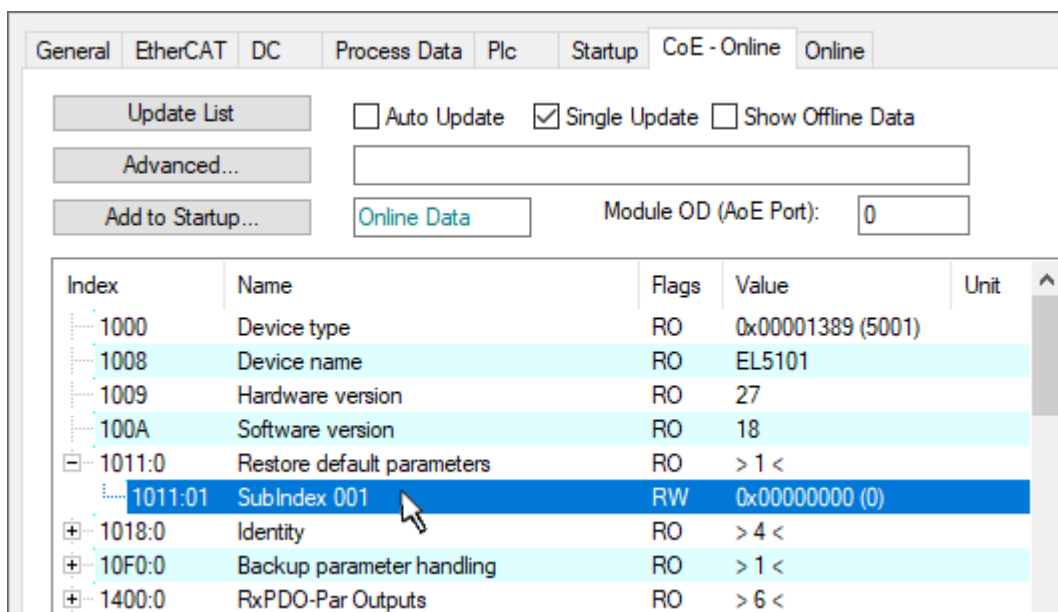 General EtherCAT DC Process Data Plc Startup CoE - Online Online
Update List Auto Update Single Update Show Offline Data
Advanced...
Add to Startup... Online Data Module OD (AoE Port): 0
Index Name Flags Value Unit
1000 Device type RO 0x00001389 (5001)
1008 Device name RO EL5101
1009 Hardware version RO 27
100A Software version RO 18
1011:0 Restore default parameters RO > 1 <
1011:01 SubIndex 001 RW 0x00000000 (0)
1018:0 Identity RO > 4 <
10F0:0 Backup parameter handling RO > 1 <
1400:0 RxPDO-Par Outputs RO > 6 <